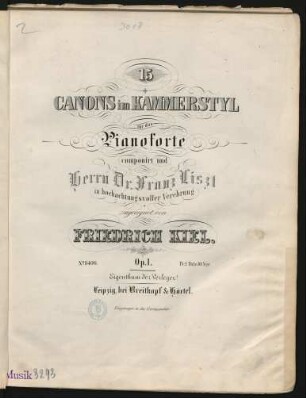 2
15
CANONS im KAMMERSTYL
für das
Pianoforte
componirt und
Herrn Dr. Franz Liszt
in hochachtungsvoller Verehrung
zugeeignet von
FRIEDRICH KIEL.
Op. 1.
Eigenthum der Verleger.
Leipzig, bei Breitkopf & Härtel.
Musik 3293